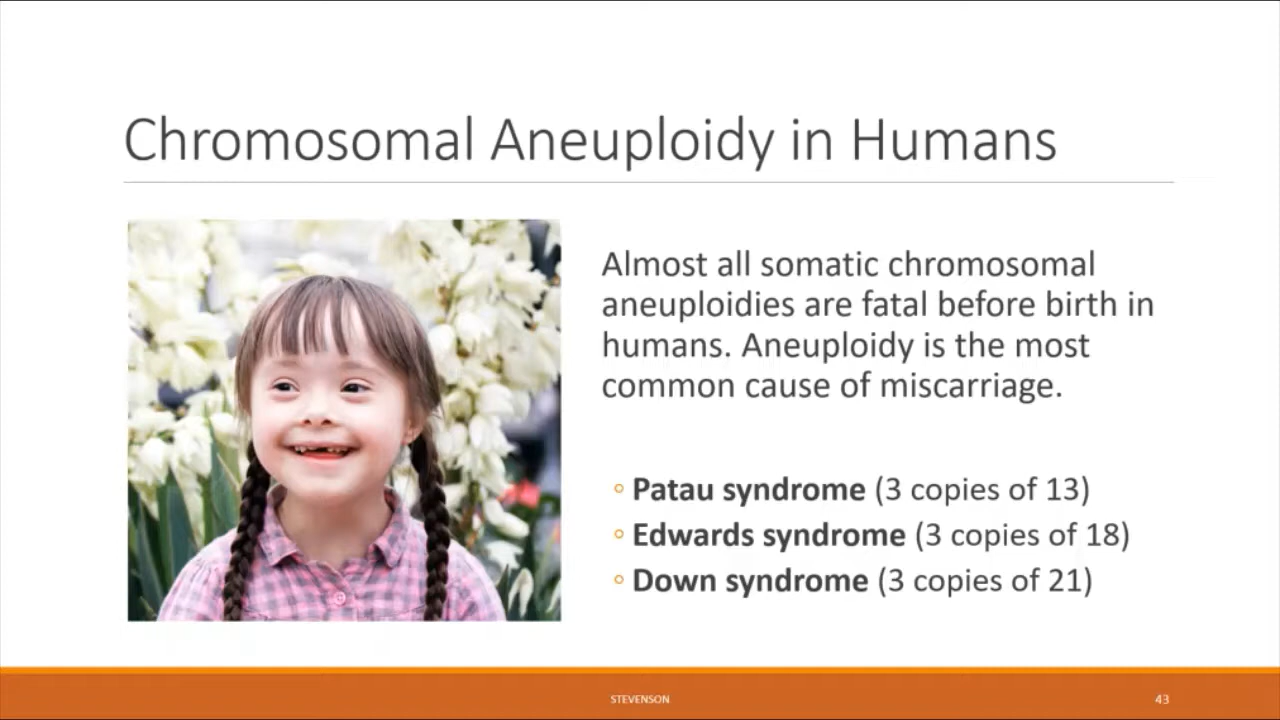 Chromosomal Aneuploidy in Humans
Almost all somatic chromosomal
aneuploidies are fatal before birth in
humans. Aneuploidy is the most
common cause of miscarriage.
◦ Patau syndrome (3 copies of 13)
◦ Edwards syndrome (3 copies of 18)
◦ Down syndrome (3 copies of 21)
STEVENSON
43